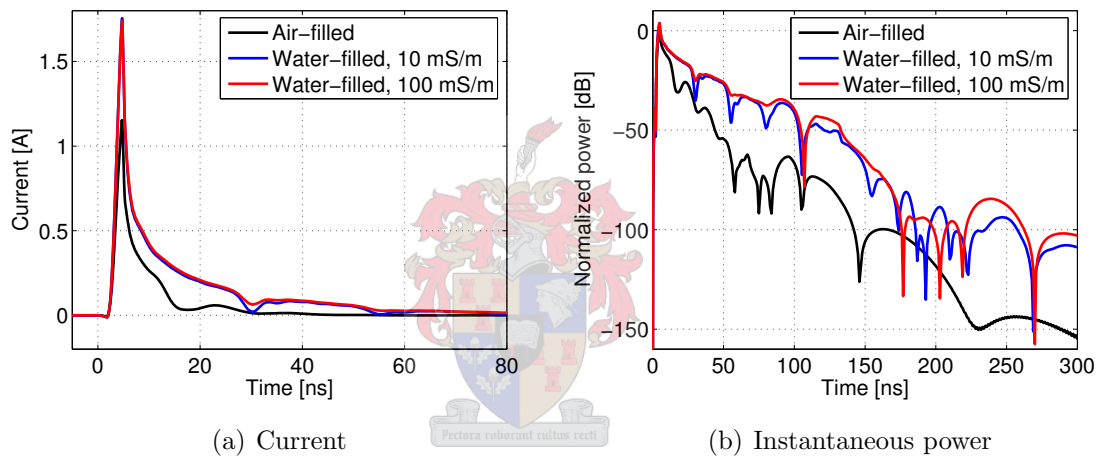 Air−filled
Water−filled, 10 mS/m
Water−filled, 100 mS/m
Current [A]
1.5
1
0.5
0
0 20 40 60 80
Time [ns]
(a) Current
Air−filled
Water−filled, 10 mS/m
Water−filled, 100 mS/m
Normalized power [dB]
0
−50
−100
−150
0 50 100 150 200 250 300
Time [ns]
(b) Instantaneous power
Pectora roborant cultus recti